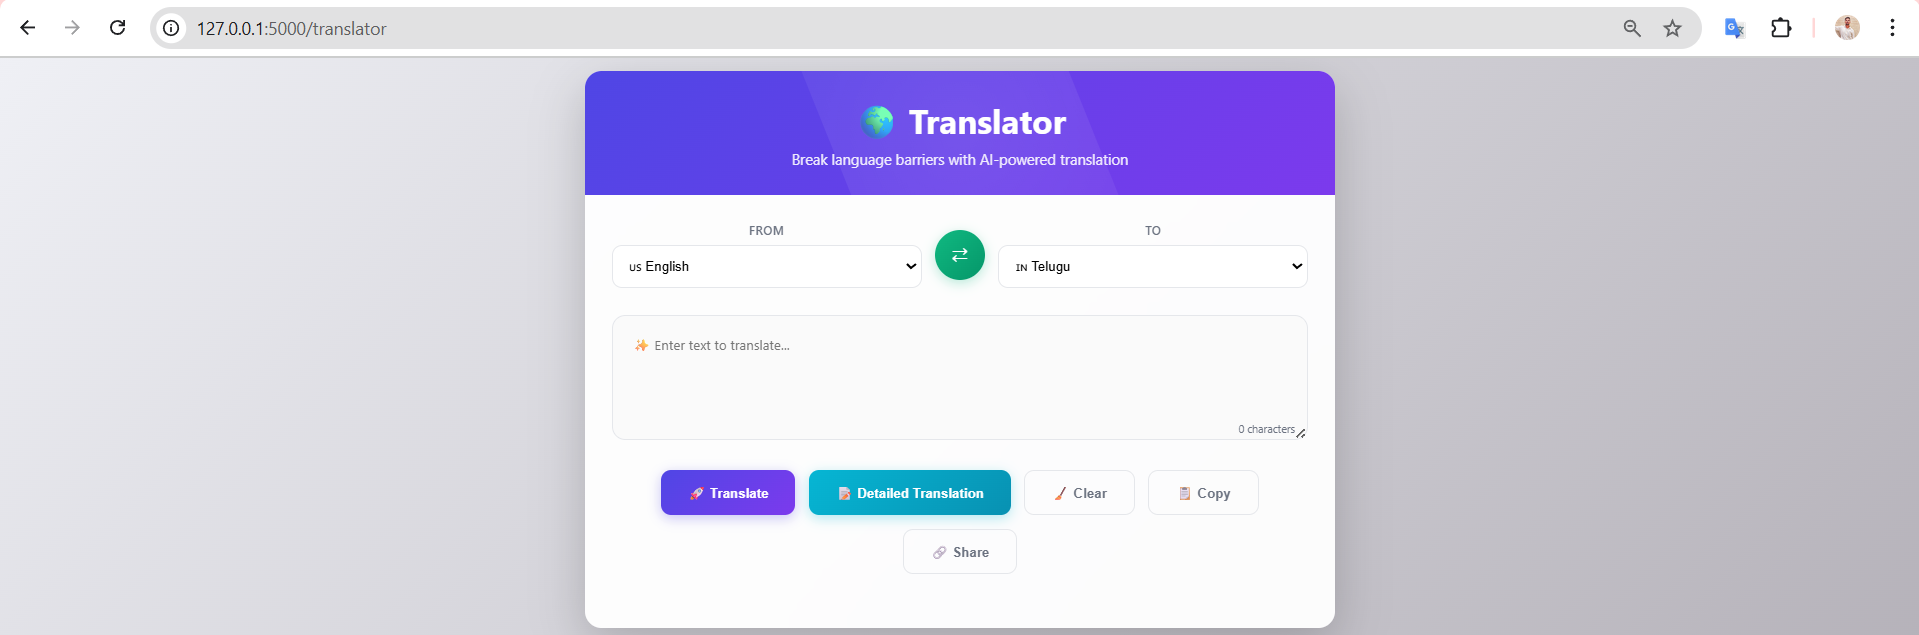 127.0.0.1:5000/translator
🌍 Translator
Break language barriers with AI-powered translation
FROM
TO
US English
⇄
IN Telugu
✨ Enter text to translate...
0 characters
🚀 Translate
📝 Detailed Translation
🧹 Clear
📋 Copy
🔗 Share